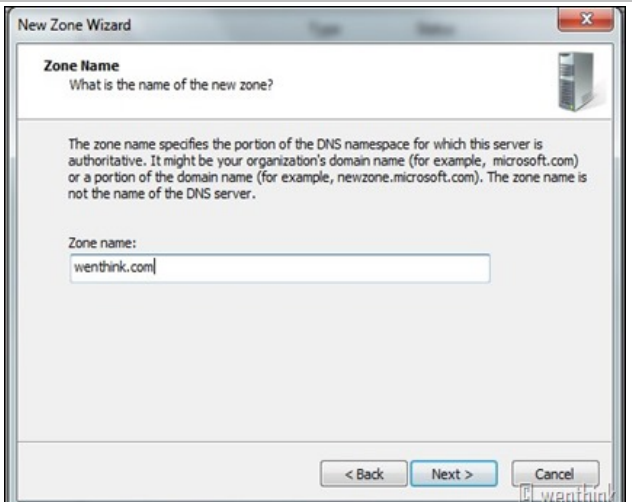 New Zone Wizard
Zone Name
What is the name of the new zone?
The zone name specifies the portion of the DNS namespace for which this server is
authoritative. It might be your organization's domain name (for example, microsoft.com)
or a portion of the domain name (for example, newzone.microsoft.com). The zone name is
not the name of the DNS server.
Zone name:
wenthink.com
< Back Next > Cancel
wenthink